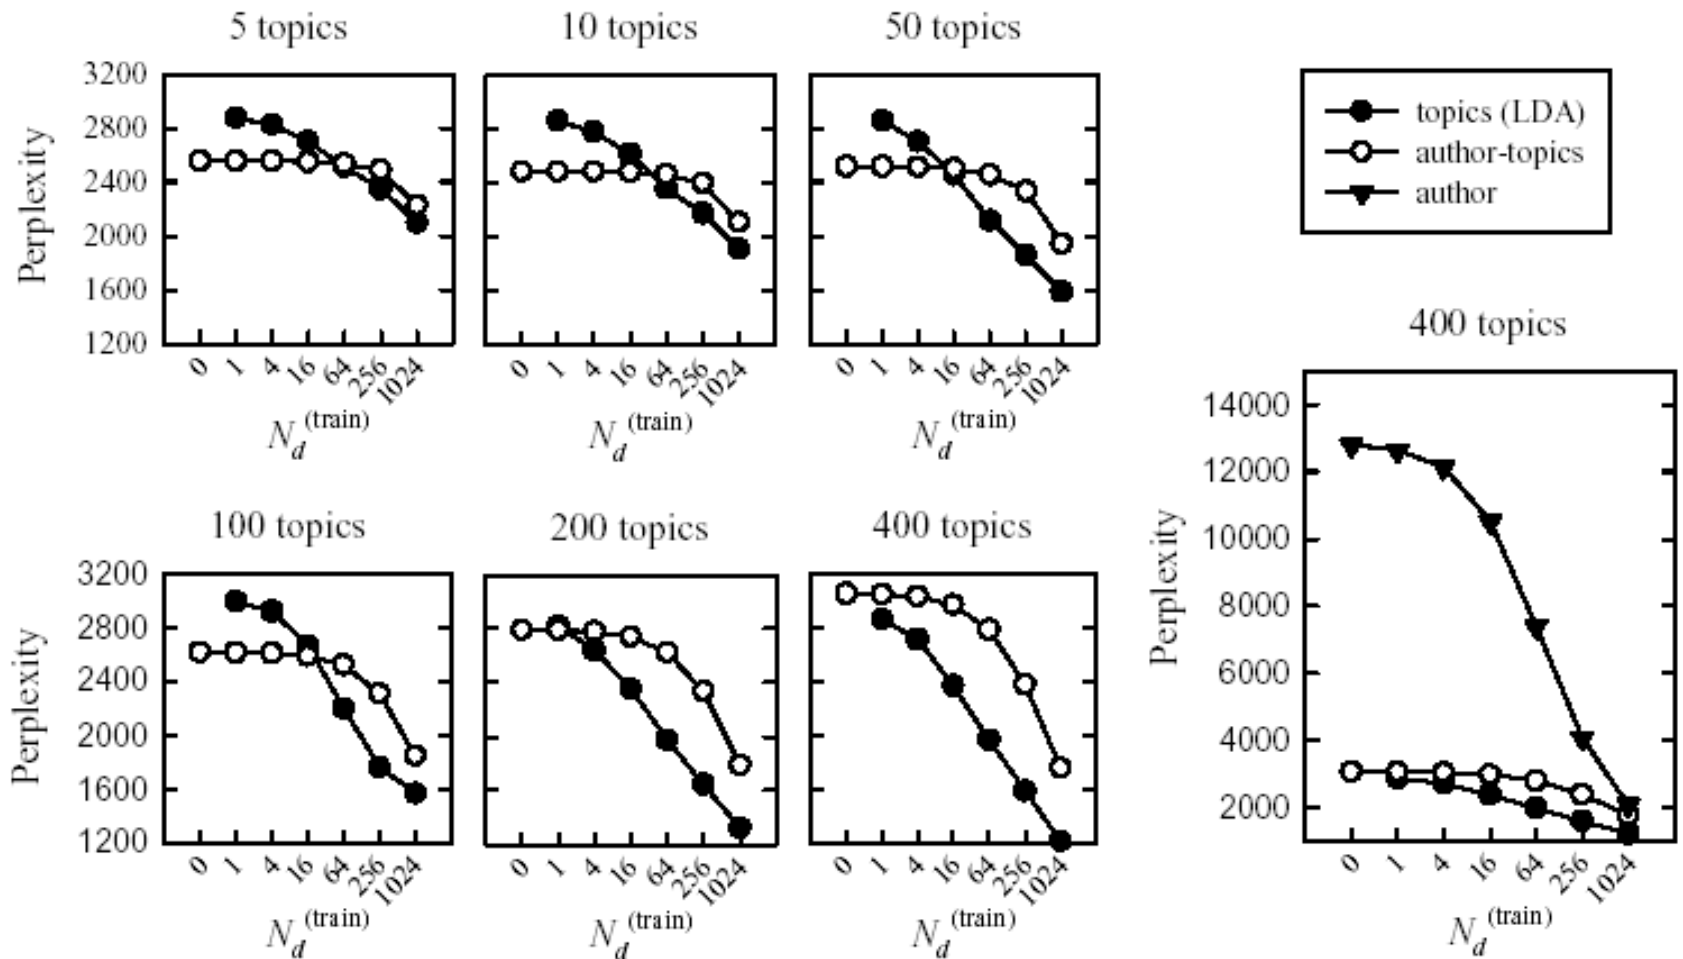 5 topics
10 topics
50 topics
Perplexity
3200
2800
2400
2000
1600
1200
0 1 4 16 64 256 1024
0 1 4 16 64 256 1024
0 1 4 16 64 256 1024
N_d^(train)
N_d^(train)
N_d^(train)
topics (LDA)
author-topics
author
100 topics
200 topics
400 topics
Perplexity
3200
2800
2400
2000
1600
1200
0 1 4 16 64 256 1024
0 1 4 16 64 256 1024
0 1 4 16 64 256 1024
N_d^(train)
N_d^(train)
N_d^(train)
400 topics
Perplexity
14000
12000
10000
8000
6000
4000
2000
0 1 4 16 64 256 1024
N_d^(train)